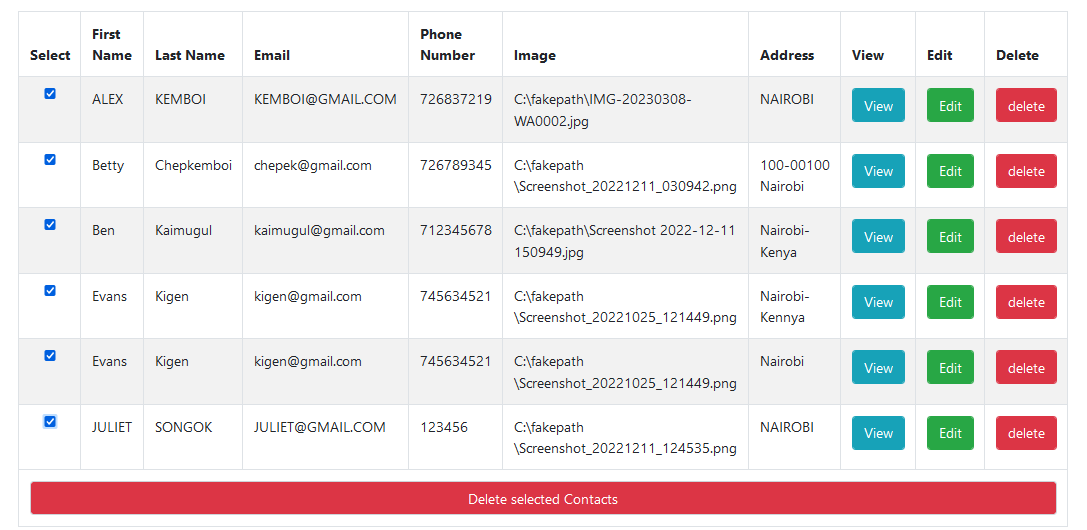 Select First Name Last Name Email Phone Number Image Address View Edit Delete
ALEX KEMBOI KEMBOI@GMAIL.COM 726837219 C:\fakepath\IMG-20230308-WA0002.jpg NAIROBI View Edit delete
Betty Chepkemboi chepek@gmail.com 726789345 C:\fakepath\Screenshot_20221211_030942.png 100-00100 Nairobi View Edit delete
Ben Kaimugul kaimugul@gmail.com 712345678 C:\fakepath\Screenshot 2022-12-11 150949.jpg Nairobi-Kenya View Edit delete
Evans Kigen kigen@gmail.com 745634521 C:\fakepath\Screenshot_20221025_121449.png Nairobi-Kennya View Edit delete
Evans Kigen kigen@gmail.com 745634521 C:\fakepath\Screenshot_20221025_121449.png Nairobi View Edit delete
JULIET SONGOK JULIET@GMAIL.COM 123456 C:\fakepath\Screenshot_20221211_124535.png NAIROBI View Edit delete
Delete selected Contacts